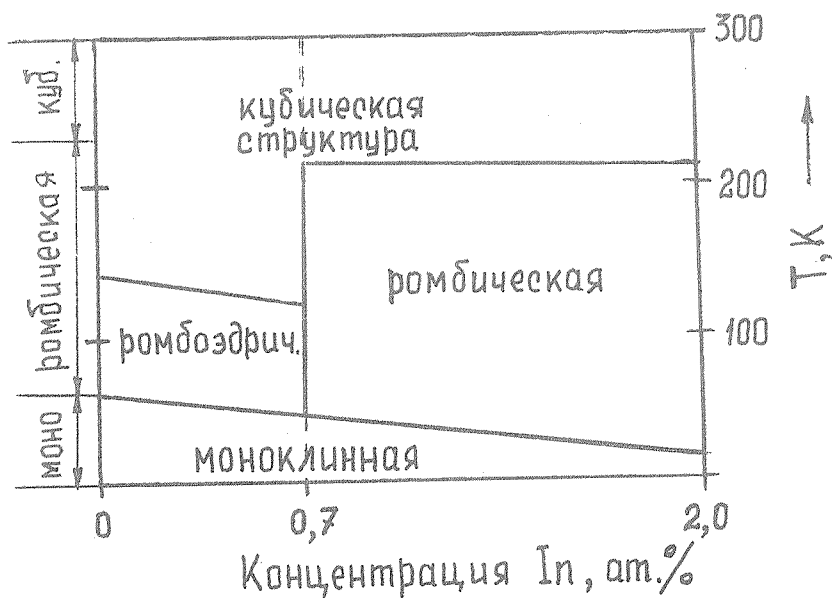 300
куб.
кубическая
структура
200
ромбическая
Т, К
ромбическая
ромбоэдрич.
100
моно
моноклинная
0
0,7
2,0
Концентрация In, ат.%